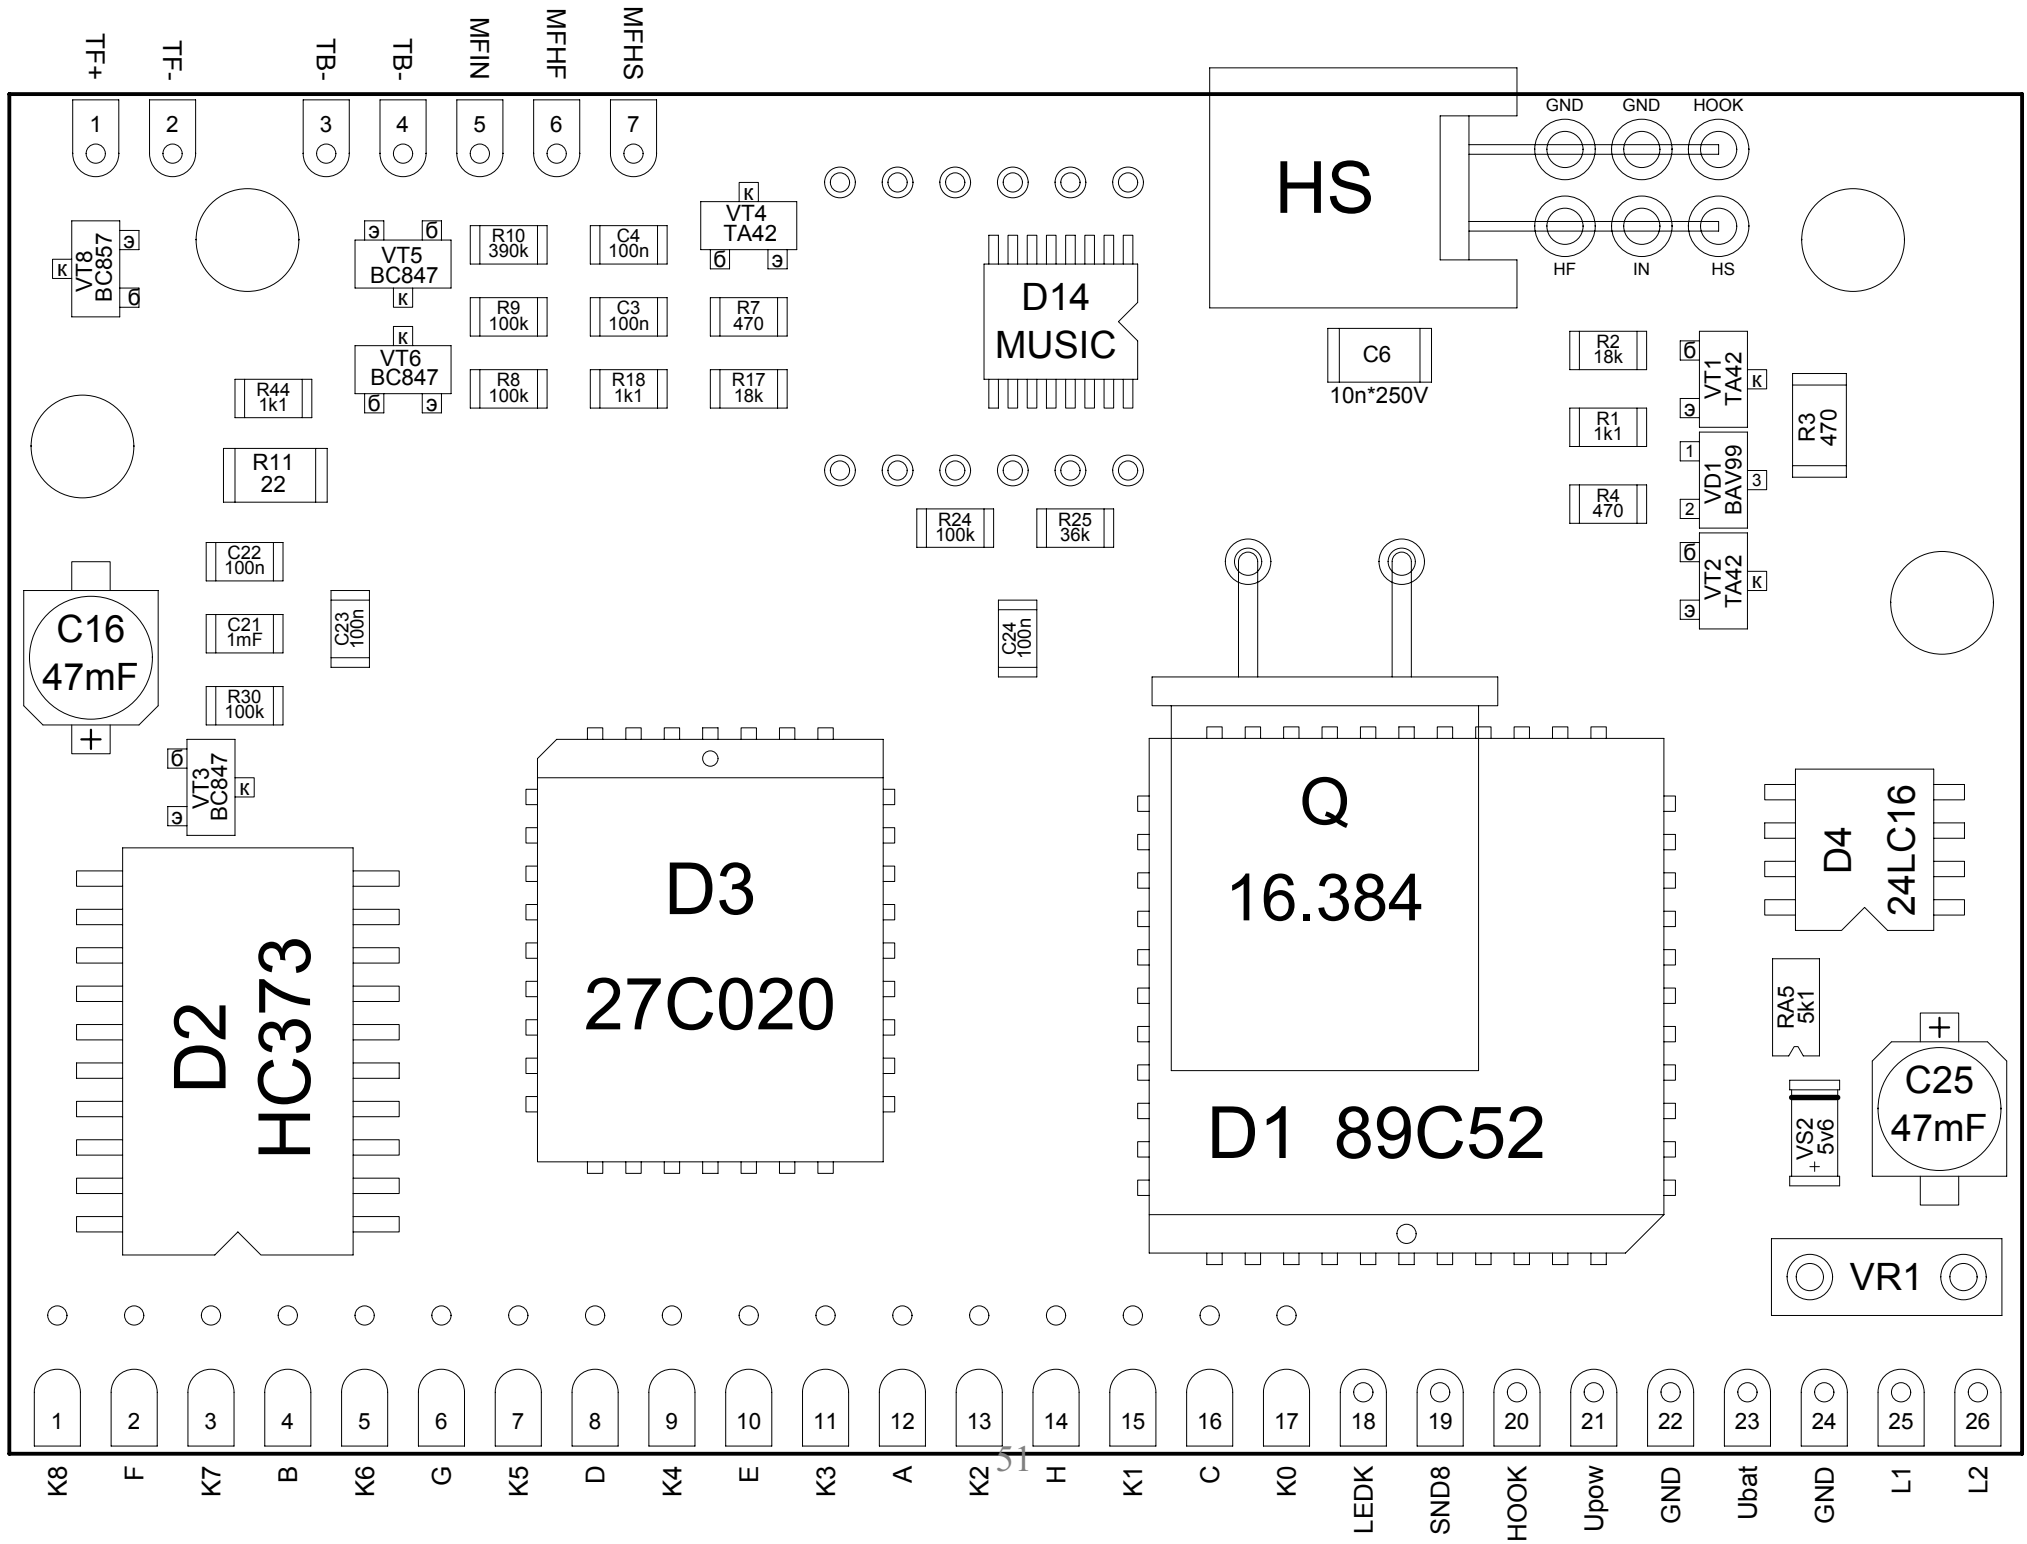 TF+
TF-
TB-
TB-
MFIN
MFHF
MFHS
1
2
3
4
5
6
7
GND
GND
HOOK
HS
HF
IN
HS
VT8
BC857
э
к
б
э
б
VT5
BC847
к
R10
390k
C4
100n
к
VT4
TA42
б
э
R9
100k
C3
100n
R7
470
D14
MUSIC
к
VT6
BC847
б
э
R8
100k
R18
1k1
R17
18k
C6
10n*250V
R2
18k
R1
1k1
R4
470
б
VT1
TA42
к
э
R3
470
1
VD1
BAV99
3
2
б
VT2
TA42
к
э
R44
1k1
R11
22
R24
100k
R25
36k
C22
100n
C21
1mF
C23
100n
R30
100k
C16
47mF
+
C24
100n
б
VT3
BC847
к
э
D2
HC373
D3
27C020
Q
16.384
D1 89C52
D4
24LC16
RA5
5k1
+
C25
47mF
VS2
5v6
+
VR1
1
2
3
4
5
6
7
8
9
10
11
12
13
14
15
16
17
18
19
20
21
22
23
24
25
26
K8
F
K7
B
K6
G
K5
D
K4
E
K3
A
K2
51
H
K1
C
K0
LEDK
SND8
HOOK
Upow
GND
Ubat
GND
L1
L2